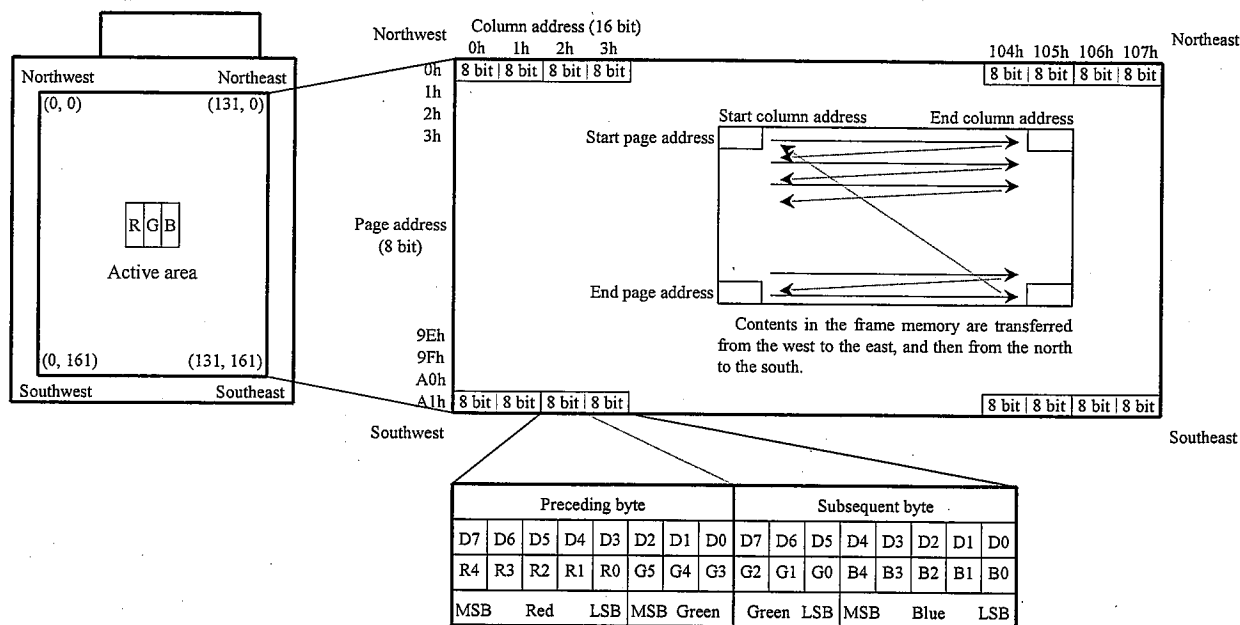 Northwest Northeast
(0, 0) (131, 0)
R G B
Active area
(0, 161) (131, 161)
Southwest Southeast
Northwest Column address (16 bit) Northeast
0h 1h 2h 3h 104h 105h 106h 107h
0h 8 bit 8 bit 8 bit 8 bit 8 bit 8 bit 8 bit 8 bit
1h
2h
3h
Start column address End column address
Start page address
Page address
(8 bit)
End page address
Contents in the frame memory are transferred
from the west to the east, and then from the north
to the south.
9Eh
9Fh
A0h
A1h 8 bit 8 bit 8 bit 8 bit 8 bit 8 bit 8 bit 8 bit
Southwest Southeast
Preceding byte Subsequent byte
D7 D6 D5 D4 D3 D2 D1 D0 D7 D6 D5 D4 D3 D2 D1 D0
R4 R3 R2 R1 R0 G5 G4 G3 G2 G1 G0 B4 B3 B2 B1 B0
MSB Red LSB MSB Green Green LSB MSB Blue LSB